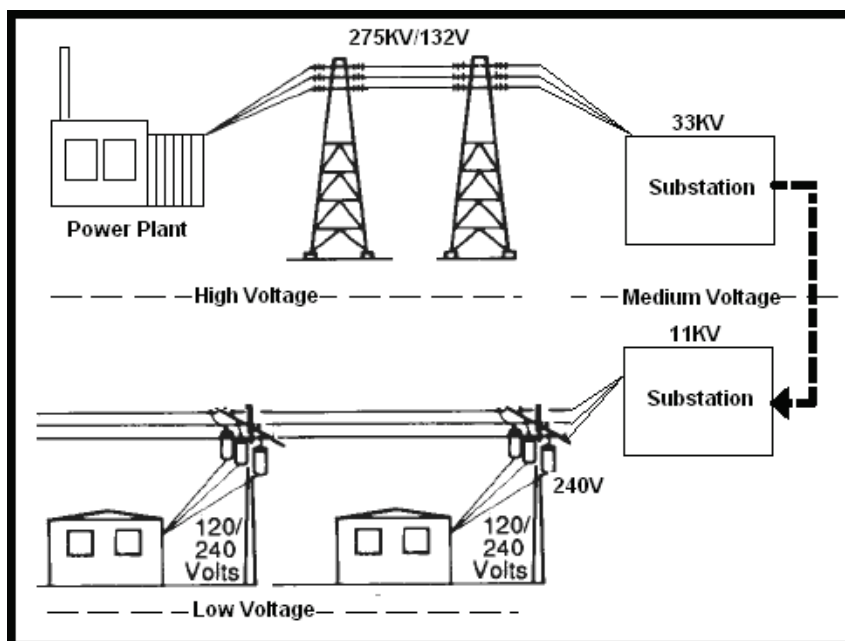 275KV/132V
33KV
Substation
Power Plant
High Voltage
Medium Voltage
11KV
Substation
240V
120/
240
Volts
120/
240
Volts
Low Voltage